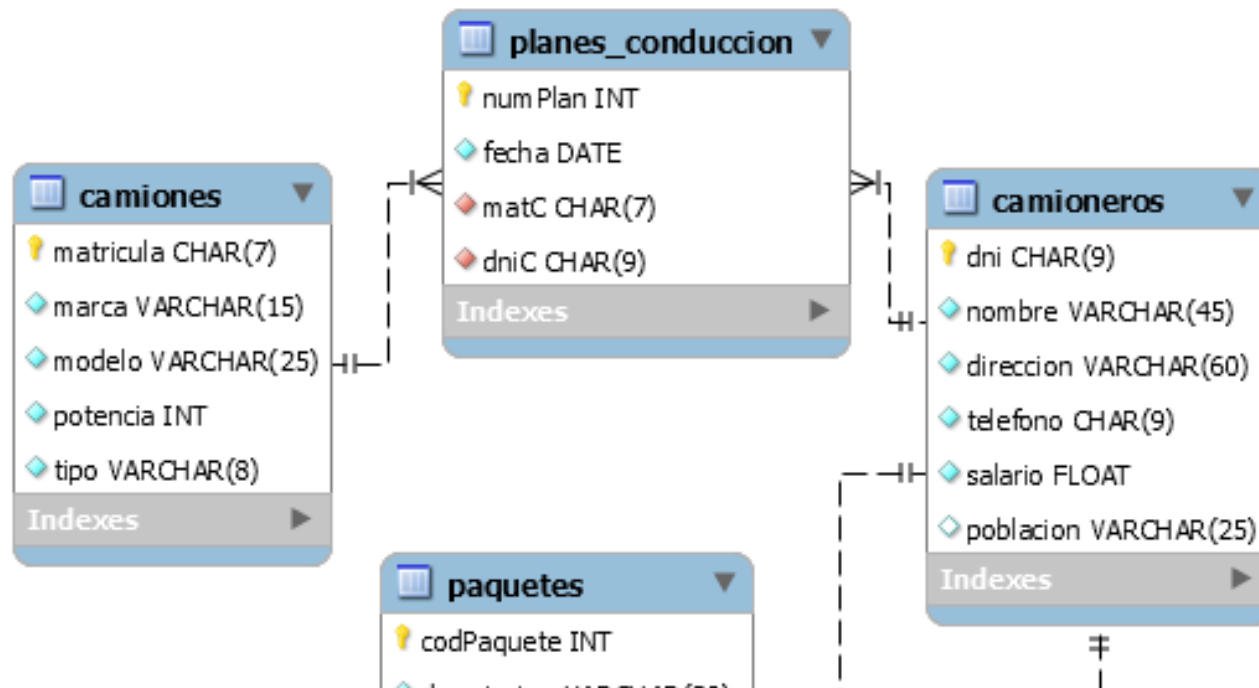 planes_conduccion
numPlan INT
fecha DATE
matC CHAR(7)
dniC CHAR(9)
Indexes
camiones
matricula CHAR(7)
marca VARCHAR(15)
modelo VARCHAR(25)
potencia INT
tipo VARCHAR(8)
Indexes
camioneros
dni CHAR(9)
nombre VARCHAR(45)
direccion VARCHAR(60)
telefono CHAR(9)
salario FLOAT
poblacion VARCHAR(25)
Indexes
paquetes
codPaquete INT